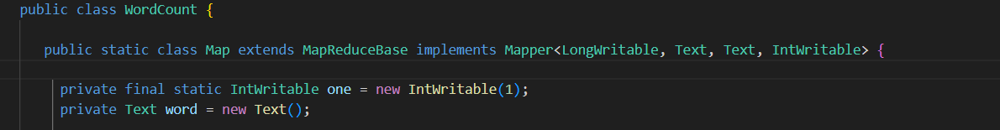 public class WordCount {
public static class Map extends MapReduceBase implements Mapper<LongWritable, Text, Text, IntWritable> {
private final static IntWritable one = new IntWritable(1);
private Text word = new Text();